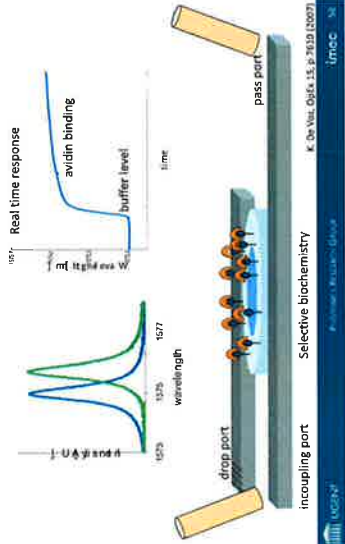 Real time response
avidin binding
buffer level
time
1573
1575
1577
wavelength
drop port
pass port
incoupling port
Selective biochemistry
K. De Vos, OpEx 15, p 7610 (2007)
UGENT
imec